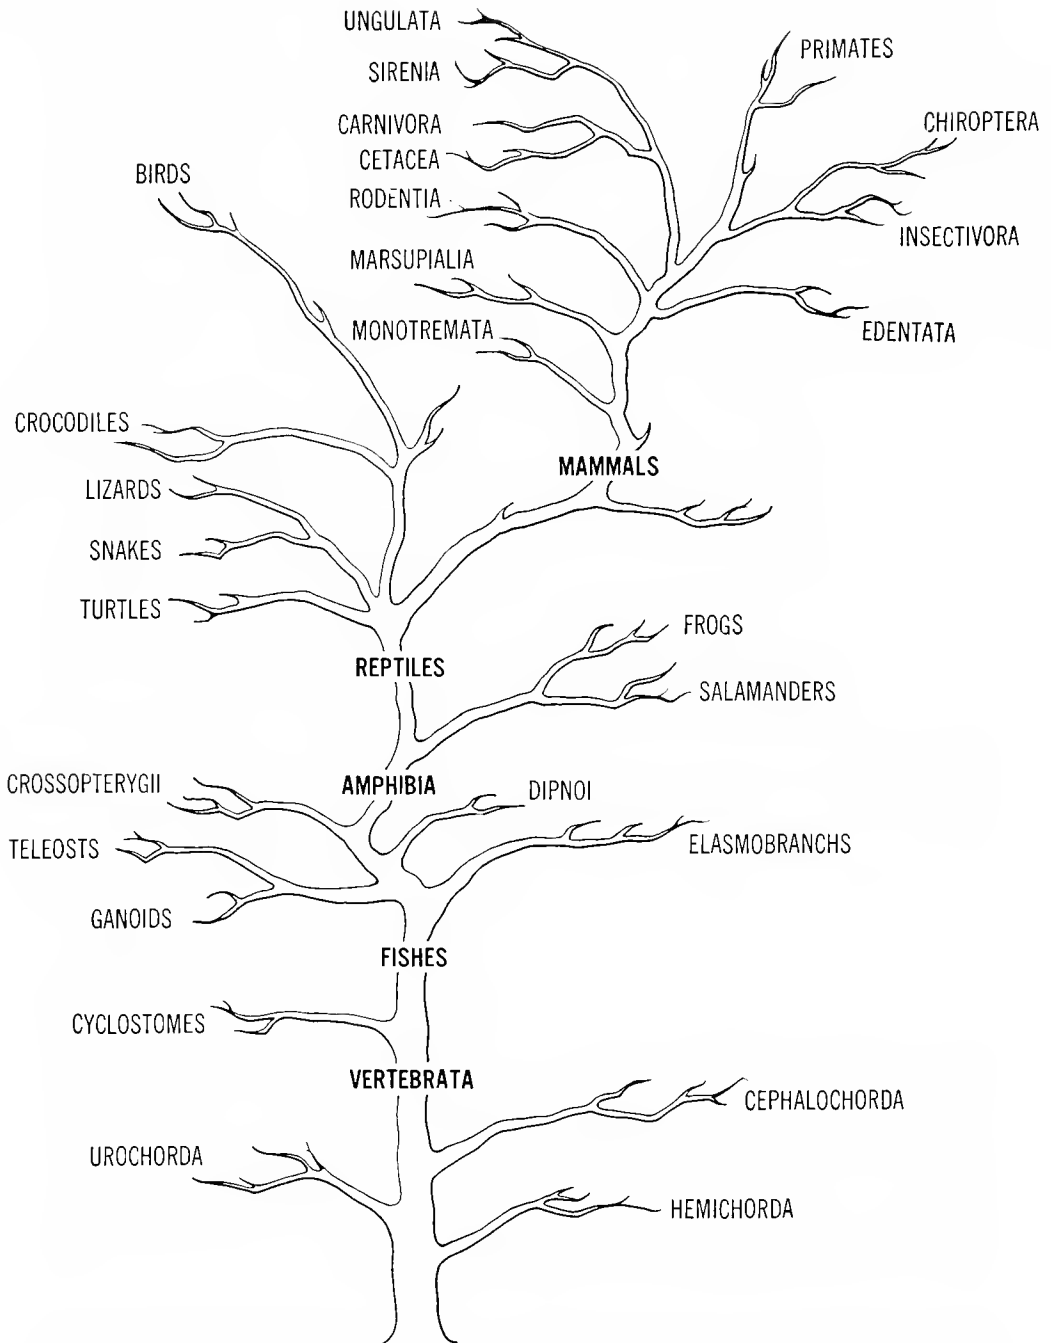 UNGULATA
PRIMATES
SIRENIA
CARNIVORA
CHIROPTERA
CETACEA
BIRDS
RODENTIA
INSECTIVORA
MARSUPIALIA
MONOTREMATA
EDENTATA
CROCODILES
MAMMALS
LIZARDS
SNAKES
TURTLES
FROGS
REPTILES
SALAMANDERS
CROSSOPTERYGII
AMPHIBIA
DIPNOI
TELEOSTS
ELASMOBRANCHS
GANOIDS
FISHES
CYCLOSTOMES
VERTEBRATA
CEPHALOCHORDA
UROCHORDA
HEMICHORDA